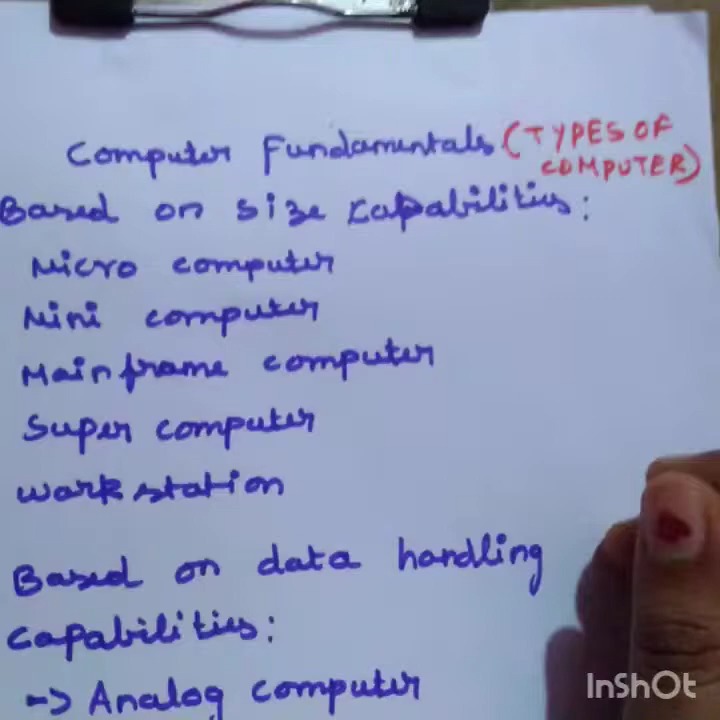 Computer Fundamentals (TYPES OF
COMPUTER)
Based on size capabilities:
Micro computer
Mini computer
Mainframe computer
Super computer
Workstation
Based on data handling
capabilities:
-> Analog computer
InShOt